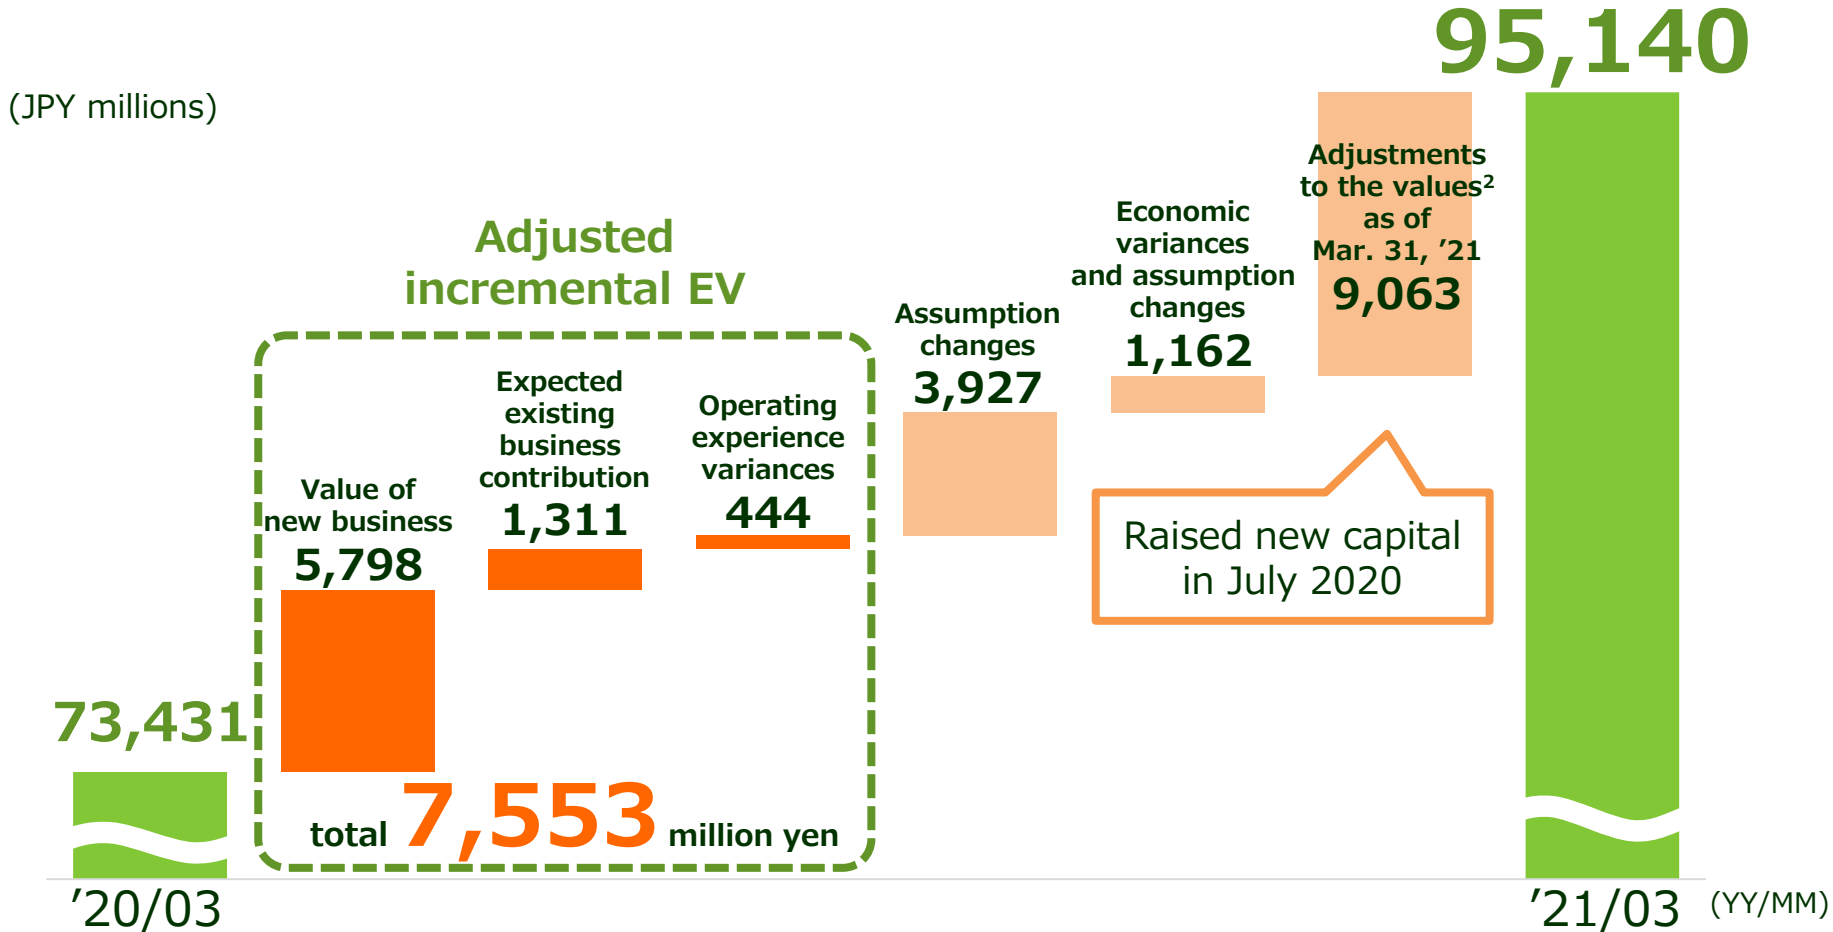 95,140
(JPY millions)
Adjustments
to the values²
as of
Mar. 31, ’21
9,063
Economic
variances
and assumption
changes
1,162
Adjusted
incremental EV
Assumption
changes
3,927
Expected
existing
business
contribution
1,311
Operating
experience
variances
444
Value of
new business
5,798
Raised new capital
in July 2020
73,431
total 7,553 million yen
’20/03
’21/03
(YY/MM)